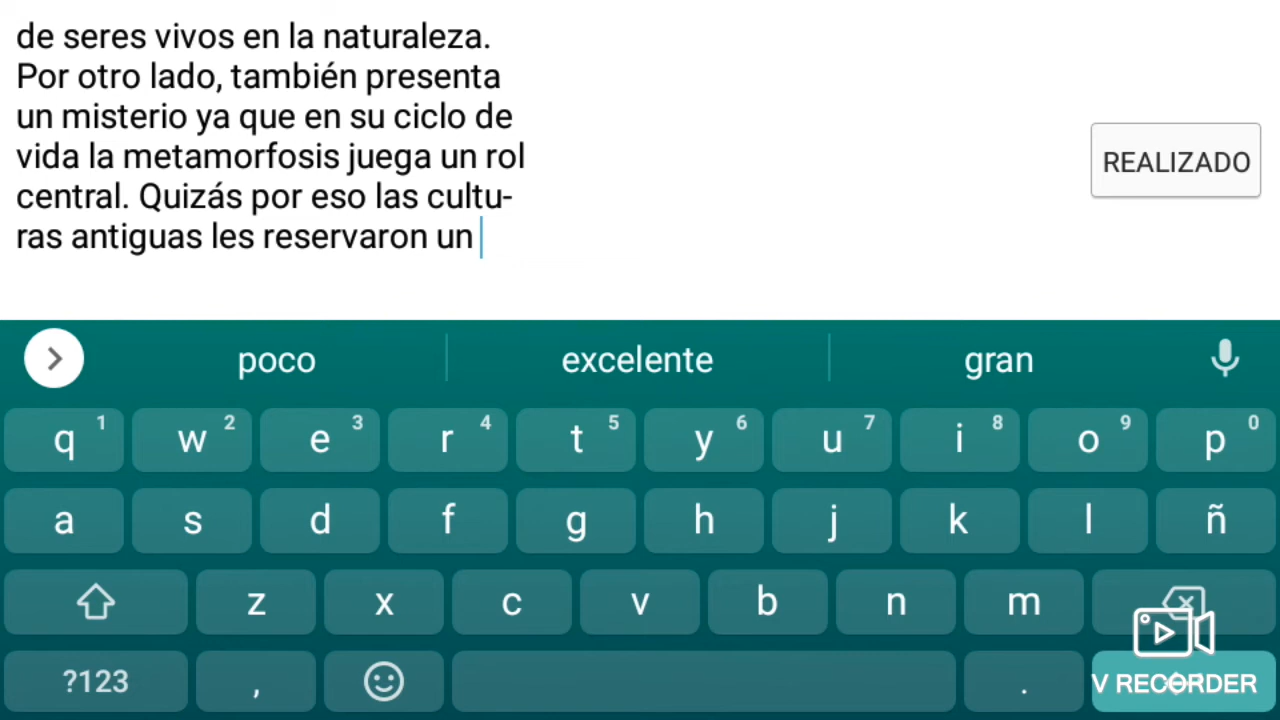 de seres vivos en la naturaleza.
Por otro lado, también presenta
un misterio ya que en su ciclo de
vida la metamorfosis juega un rol
central. Quizás por eso las cultu-
ras antiguas les reservaron un
REALIZADO
poco excelente gran
q 1 w 2 e 3 r 4 t 5 y 6 u 7 i 8 o 9 p 0
a s d f g h j k l ñ
z x c v b n m
?123 , .
V RECORDER